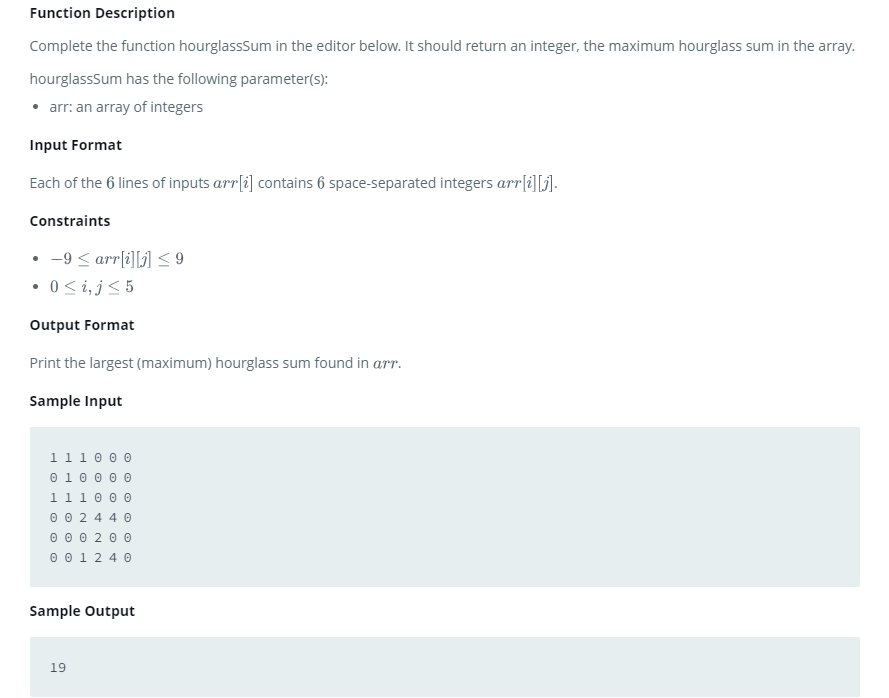 Function Description
Complete the function hourglassSum in the editor below. It should return an integer, the maximum hourglass sum in the array.
hourglassSum has the following parameter(s):
• arr: an array of integers
Input Format
Each of the 6 lines of inputs arr[i] contains 6 space-separated integers arr[i][j].
Constraints
• −9 ≤ arr[i][j] ≤ 9
• 0 ≤ i, j ≤ 5
Output Format
Print the largest (maximum) hourglass sum found in arr.
Sample Input
1 1 1 0 0 0
0 1 0 0 0 0
1 1 1 0 0 0
0 0 2 4 4 0
0 0 0 2 0 0
0 0 1 2 4 0
Sample Output
19